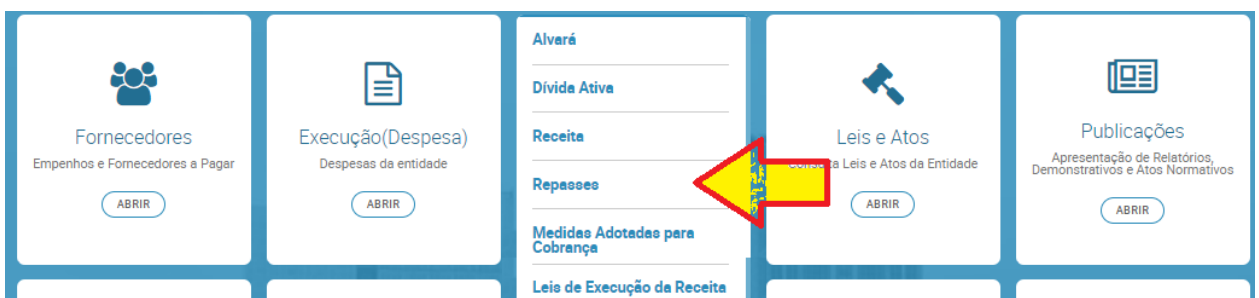 Fornecedores
Empenhos e Fornecedores a Pagar
ABRIR
Execução(Despesa)
Despesas da entidade
ABRIR
Alvará
Dívida Ativa
Receita
Repasses
Medidas Adotadas para
Cobrança
Leis de Execução da Receita
Leis e Atos
Leis e Atos da Entidade
ABRIR
Publicações
Apresentação de Relatórios,
Demonstrativos e Atos Normativos
ABRIR